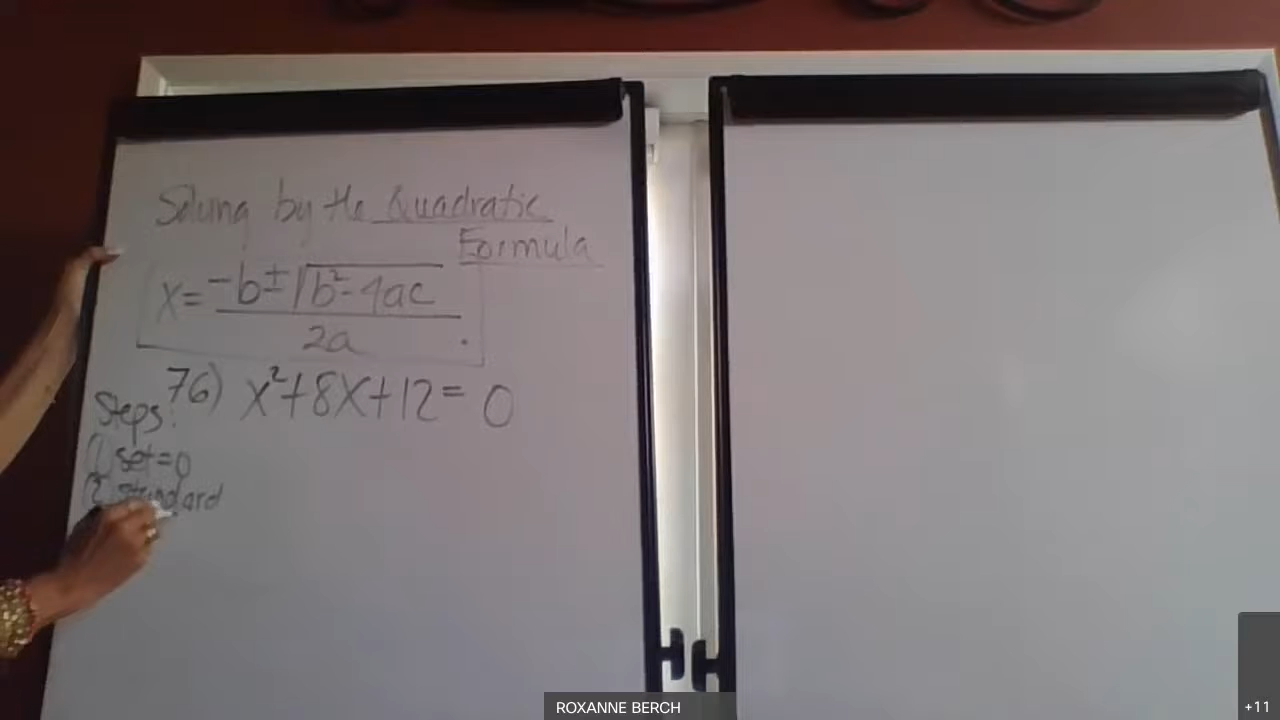 Solving by the Quadratic
Formula
x = -b ± √b² - 4ac
2a
76) x² + 8x + 12 = 0
Steps:
① set = 0
② standard
ROXANNE BERCH
+11